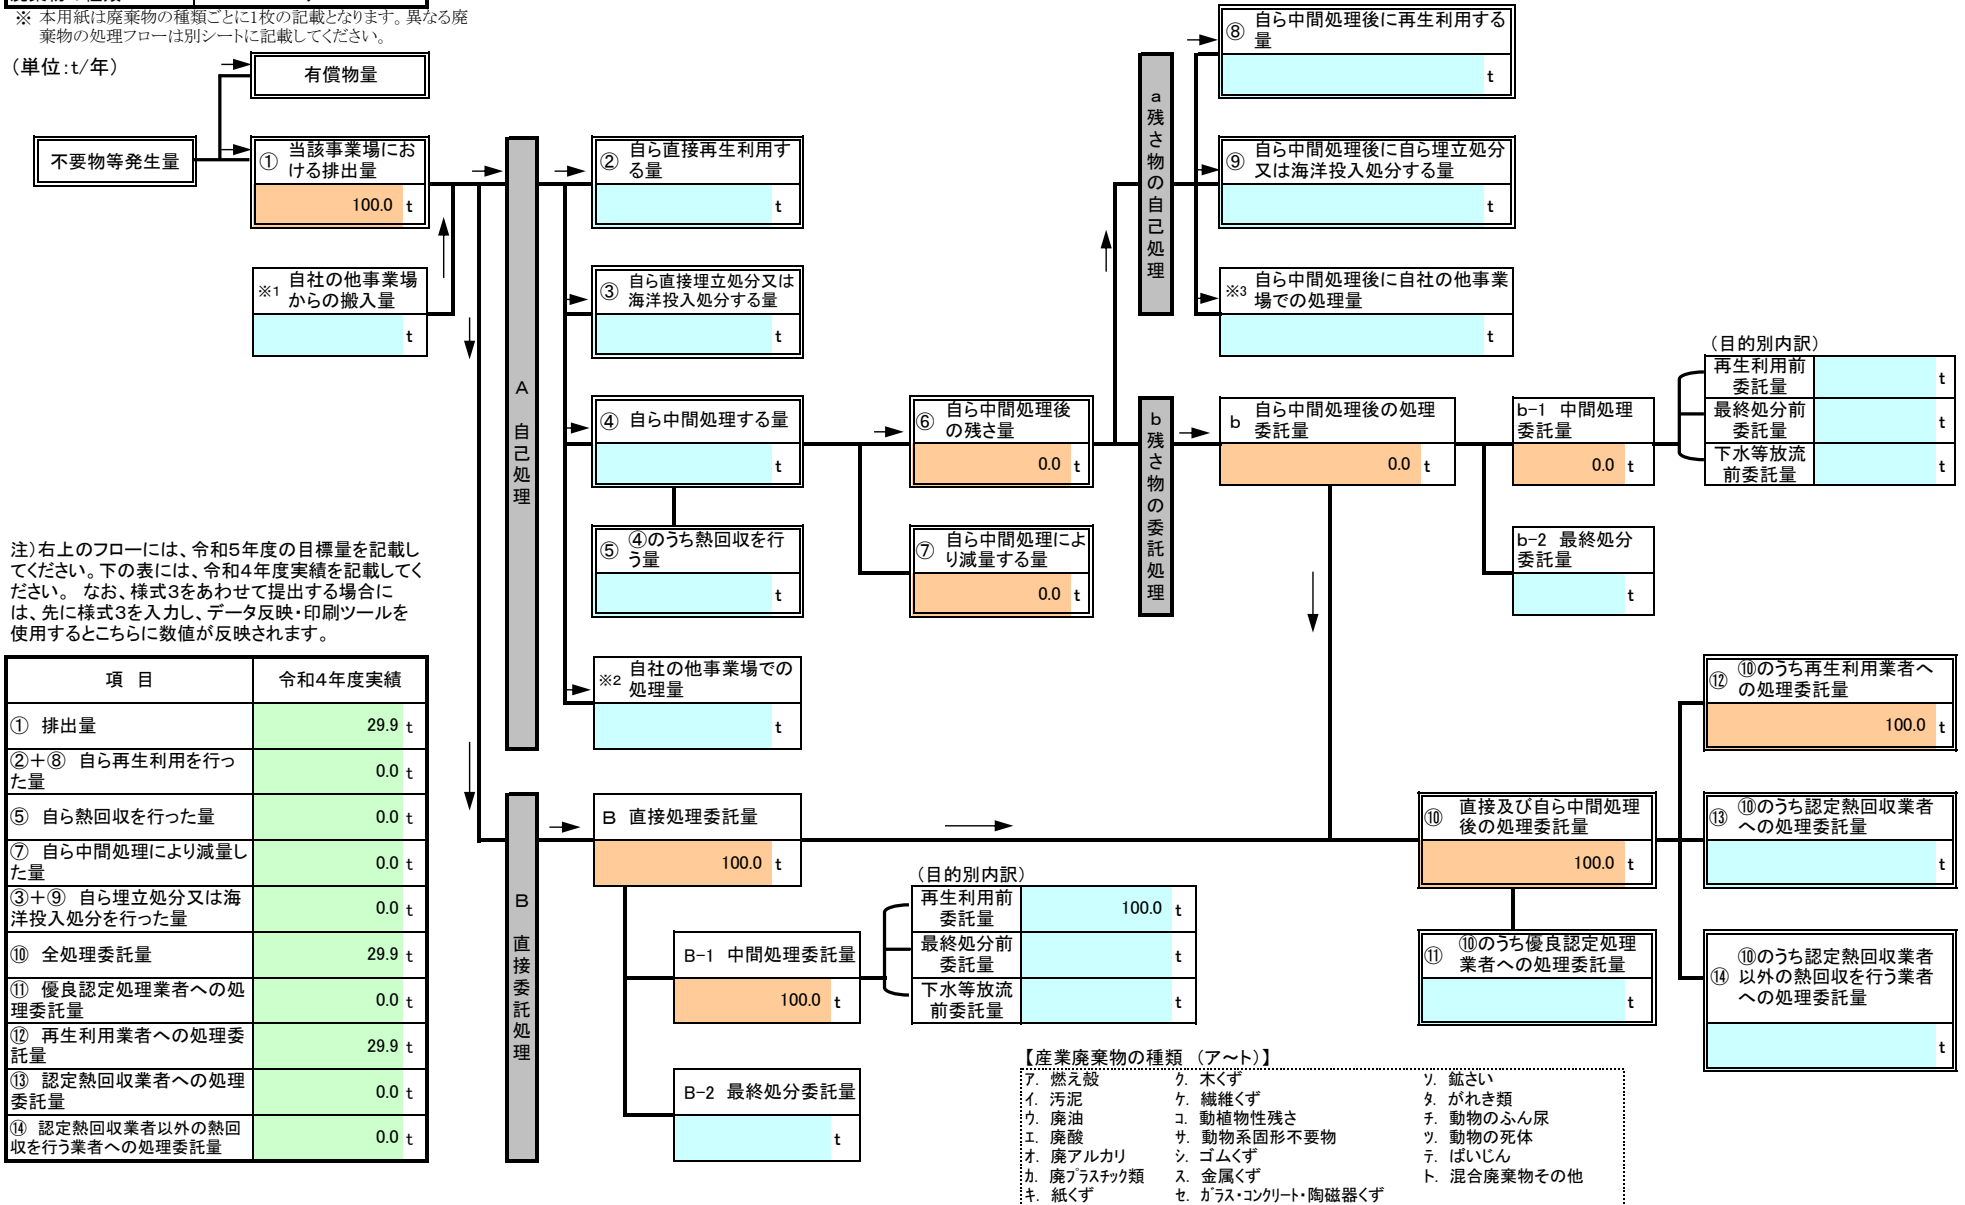 ※ 本用紙は廃棄物の種類ごとに1枚の記載となります。異なる廃
棄物の処理フローは別シートに記載してください。
（単位：t/年）
有償物量
不要物等発生量
① 当該事業場にお
ける排出量
100.0 t
※1 自社の他事業場
からの搬入量
t
A 自己処理
② 自ら直接再生利用す
る量
t
③ 自ら直接埋立処分又は
海洋投入処分する量
t
④ 自ら中間処理する量
t
⑤ ④のうち熱回収を行
う量
t
※2 自社の他事業場での
処理量
t
⑥ 自ら中間処理後
の残さ量
0.0 t
⑦ 自ら中間処理によ
り減量する量
0.0 t
a 残さ物の自己処理
⑧ 自ら中間処理後に再生利用する
量
t
⑨ 自ら中間処理後に自ら埋立処分
又は海洋投入処分する量
t
※3 自ら中間処理後に自社の他事業
場での処理量
t
b 残さ物の委託処理
b 自ら中間処理後の処理
委託量
0.0 t
b-1 中間処理
委託量
0.0 t
（目的別内訳）
再生利用前
委託量
t
最終処分前
委託量
t
下水等放流
前委託量
t
b-2 最終処分
委託量
t
注）右上のフローには、令和5年度の目標量を記載し
てください。下の表には、令和4年度実績を記載してく
ださい。 なお、様式3をあわせて提出する場合に
は、先に様式3を入力し、データ反映・印刷ツールを
使用するとこちらに数値が反映されます。
項 目 令和4年度実績
① 排出量 29.9 t
②＋⑧ 自ら再生利用を行っ
た量 0.0 t
⑤ 自ら熱回収を行った量 0.0 t
⑦ 自ら中間処理により減量し
た量 0.0 t
③＋⑨ 自ら埋立処分又は海
洋投入処分を行った量 0.0 t
⑩ 全処理委託量 29.9 t
⑪ 優良認定処理業者への処
理委託量 0.0 t
⑫ 再生利用業者への処理委
託量 29.9 t
⑬ 認定熱回収業者への処理
委託量 0.0 t
⑭ 認定熱回収業者以外の熱回
収を行う業者への処理委託量 0.0 t
B 直接委託処理
B 直接処理委託量
100.0 t
B-1 中間処理委託量
100.0 t
（目的別内訳）
再生利用前
委託量
100.0 t
最終処分前
委託量
t
下水等放流
前委託量
t
B-2 最終処分委託量
t
⑩ 直接及び自ら中間処理
後の処理委託量
100.0 t
⑪ ⑩のうち優良認定処理
業者への処理委託量
t
⑫ ⑩のうち再生利用業者へ
の処理委託量
100.0 t
⑬ ⑩のうち認定熱回収業者
への処理委託量
t
⑭ ⑩のうち認定熱回収業者
以外の熱回収を行う業者
への処理委託量
t
【産業廃棄物の種類 （ア～ト）】
ア. 燃え殻 ク. 木くず ソ. 鉱さい
イ. 汚泥 ケ. 繊維くず タ. がれき類
ウ. 廃油 コ. 動植物性残さ チ. 動物のふん尿
エ. 廃酸 サ. 動物系固形不要物 ツ. 動物の死体
オ. 廃アルカリ シ. ゴムくず テ. ばいじん
カ. 廃プラスチック類 ス. 金属くず ト. 混合廃棄物その他
キ. 紙くず セ. ガラス・コンクリート・陶磁器くず